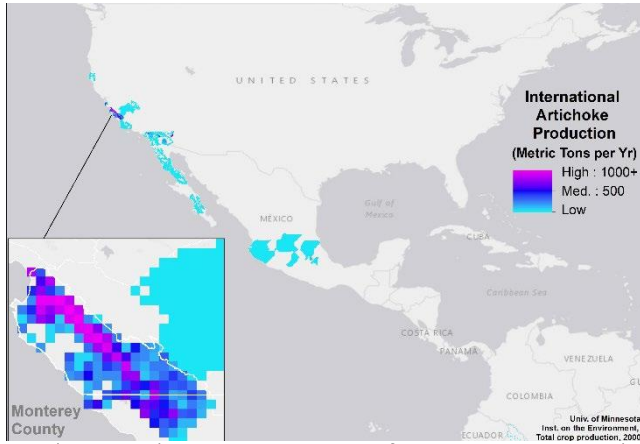 UNITED STATES
International
Artichoke
Production
(Metric Tons per Yr)
High : 1000+
Med. : 500
Low
Gulf of
Mexico
MÉXICO
CUBA
Caribbean Sea
COSTA RICA
PANAMÁ
VENEZUELA
COLOMBIA
ECUADOR
Monterey
County
Univ. of Minnesota
Inst. on the Environment,
Total crop production, 2000